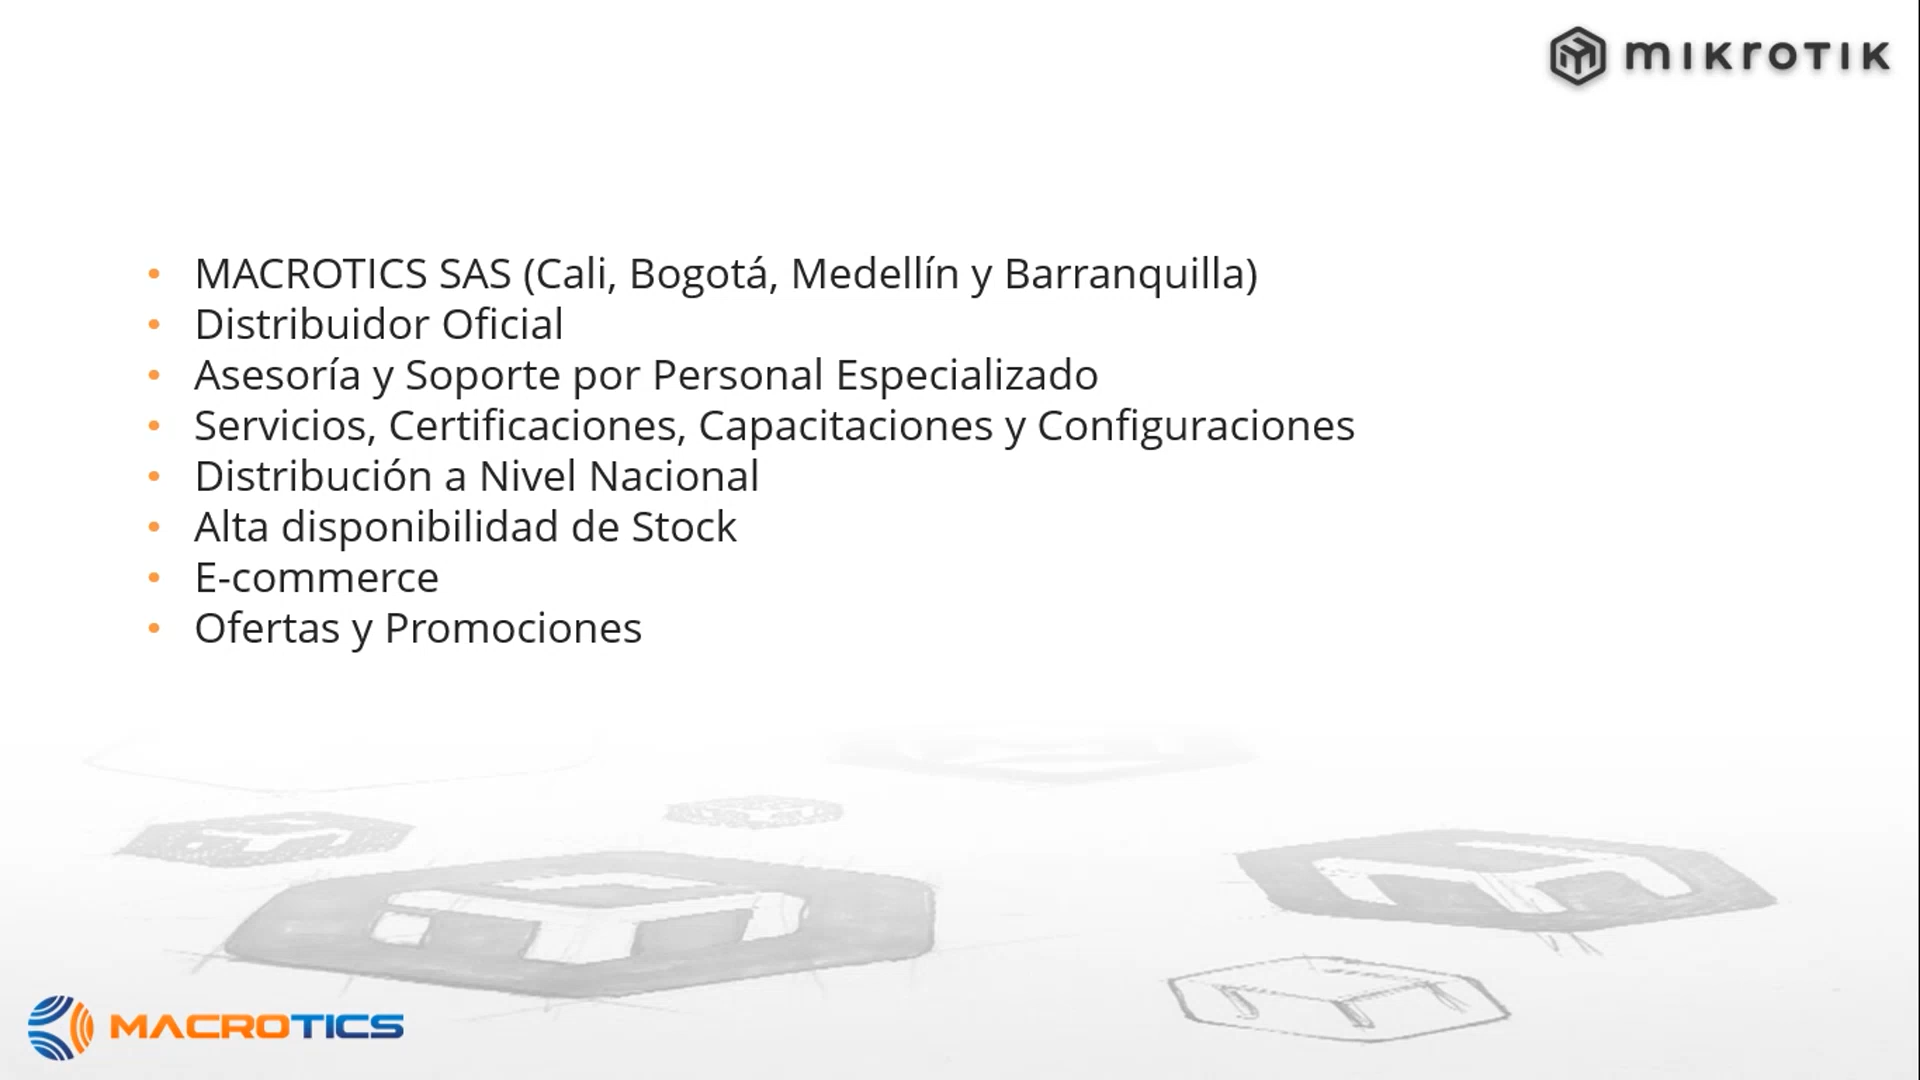 mikrotik
• MACROTICS SAS (Cali, Bogotá, Medellín y Barranquilla)
• Distribuidor Oficial
• Asesoría y Soporte por Personal Especializado
• Servicios, Certificaciones, Capacitaciones y Configuraciones
• Distribución a Nivel Nacional
• Alta disponibilidad de Stock
• E-commerce
• Ofertas y Promociones
MACROTICS